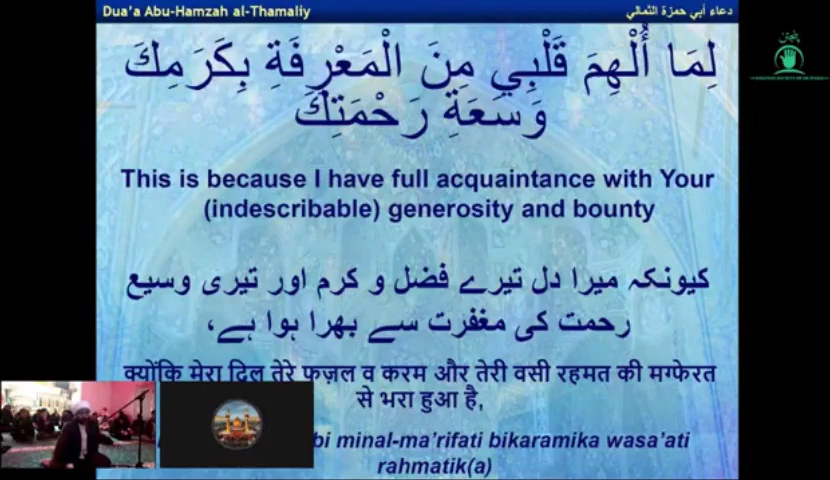 Dua'a Abu-Hamzah al-Thamaliy
دعاء أبي حمزة الثمالي
لِمَا أُلْهِمَ قَلْبِي مِنَ الْمَعْرِفَةِ بِكَرَمِكَ
وَسَعَةِ رَحْمَتِكَ
This is because I have full acquaintance with Your
(indescribable) generosity and bounty
کیونکہ میرا دل تیرے فضل و کرم اور تیری وسیع
رحمت کی مغفرت سے بھرا ہوا ہے،
क्योंकि मेरा दिल तेरे फ़ज़ल व करम और तेरी वसी रहमत की मग्फेरत
से भरा हुआ है,
bi minal-ma'rifati bikaramika wasa'ati
rahmatik(a)